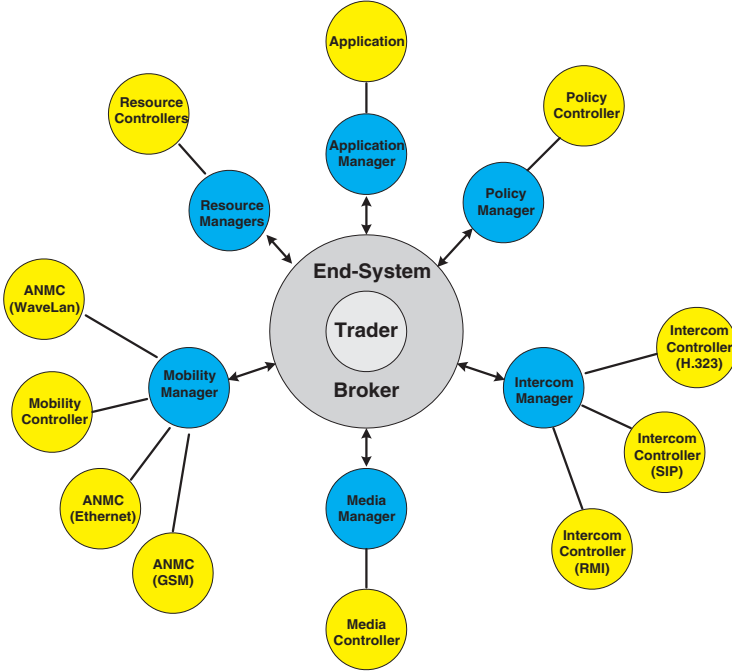 Application
Resource
Controllers
Policy
Controller
Application
Manager
Resource
Managers
Policy
Manager
End-System
Trader
Broker
ANMC
(WaveLan)
Mobility
Manager
Mobility
Controller
ANMC
(Ethernet)
ANMC
(GSM)
Intercom
Manager
Intercom
Controller
(H.323)
Intercom
Controller
(SIP)
Intercom
Controller
(RMI)
Media
Manager
Media
Controller